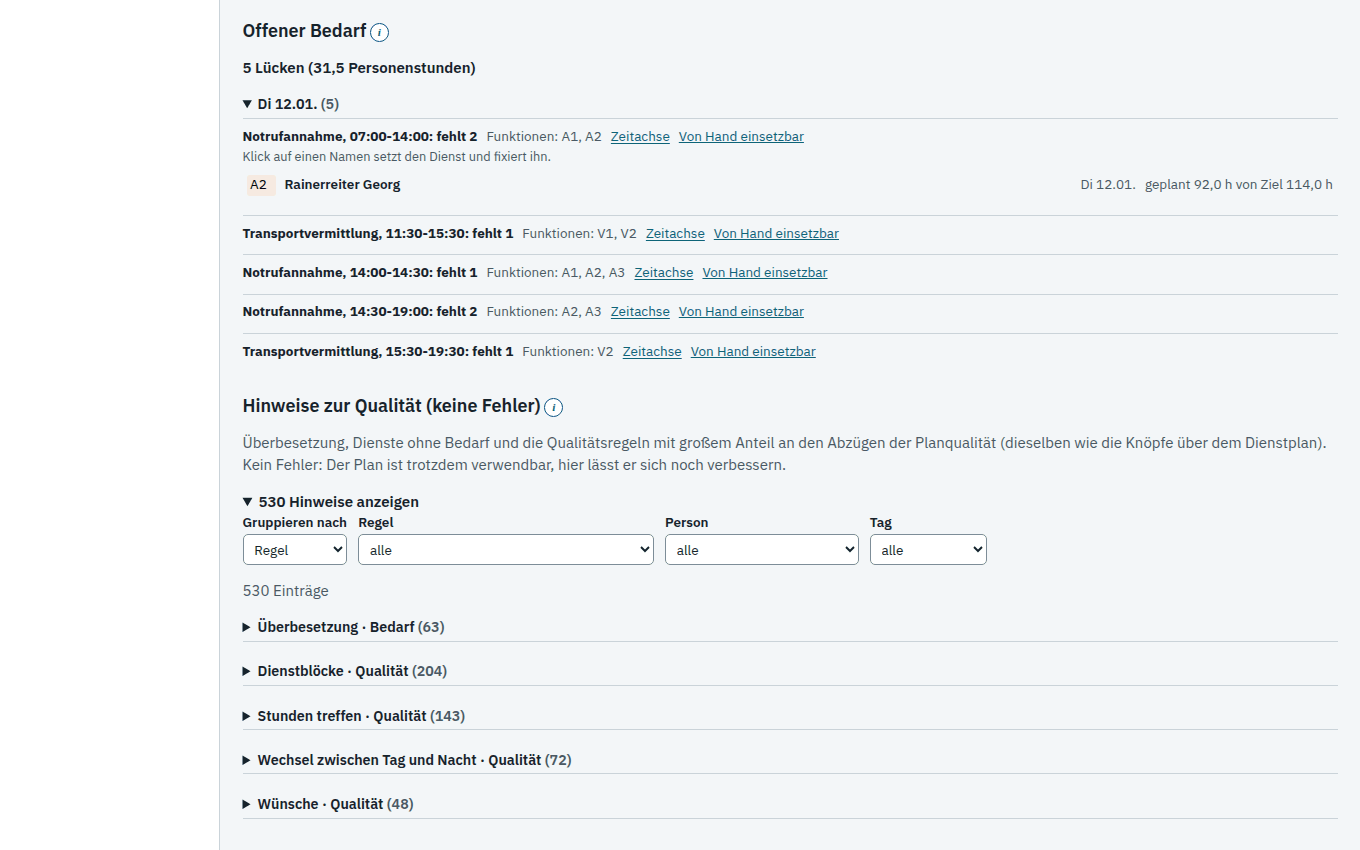 Offener Bedarf i
5 Lücken (31,5 Personenstunden)
Di 12.01. (5)
Notrufannahme, 07:00-14:00: fehlt 2 Funktionen: A1, A2 Zeitachse Von Hand einsetzbar
Klick auf einen Namen setzt den Dienst und fixiert ihn.
A2 Rainerreiter Georg Di 12.01. geplant 92,0 h von Ziel 114,0 h
Transportvermittlung, 11:30-15:30: fehlt 1 Funktionen: V1, V2 Zeitachse Von Hand einsetzbar
Notrufannahme, 14:00-14:30: fehlt 1 Funktionen: A1, A2, A3 Zeitachse Von Hand einsetzbar
Notrufannahme, 14:30-19:00: fehlt 2 Funktionen: A2, A3 Zeitachse Von Hand einsetzbar
Transportvermittlung, 15:30-19:30: fehlt 1 Funktionen: V2 Zeitachse Von Hand einsetzbar
Hinweise zur Qualität (keine Fehler) i
Überbesetzung, Dienste ohne Bedarf und die Qualitätsregeln mit großem Anteil an den Abzügen der Planqualität (dieselben wie die Knöpfe über dem Dienstplan).
Kein Fehler: Der Plan ist trotzdem verwendbar, hier lässt er sich noch verbessern.
530 Hinweise anzeigen
Gruppieren nach Regel Person Tag
Regel alle alle alle
530 Einträge
Überbesetzung · Bedarf (63)
Dienstblöcke · Qualität (204)
Stunden treffen · Qualität (143)
Wechsel zwischen Tag und Nacht · Qualität (72)
Wünsche · Qualität (48)